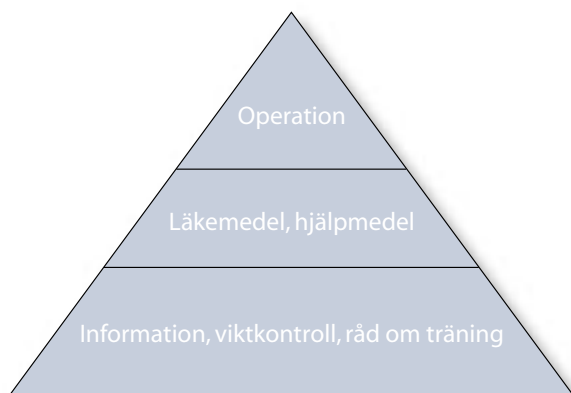 Operation
Läkemedel, hjälpmedel
Information, viktkontroll, råd om träning